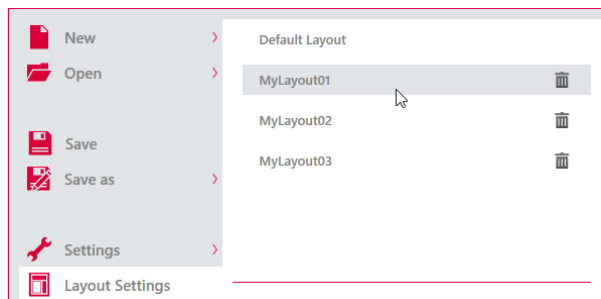 New
Open
Save
Save as
Settings
Layout Settings
Default Layout
MyLayout01
MyLayout02
MyLayout03